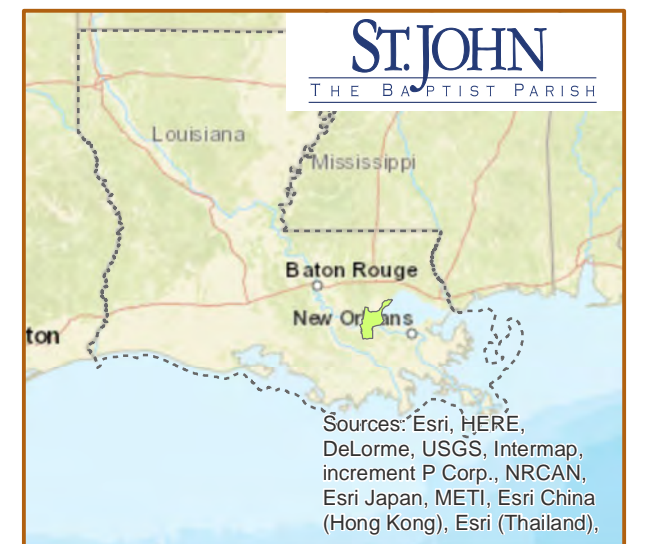 ST. JOHN
THE BAPTIST PARISH
Louisiana
Mississippi
Baton Rouge
New Orleans
ton
Sources: Esri, HERE,
DeLorme, USGS, Intermap,
increment P Corp., NRCAN,
Esri Japan, METI, Esri China
(Hong Kong), Esri (Thailand),